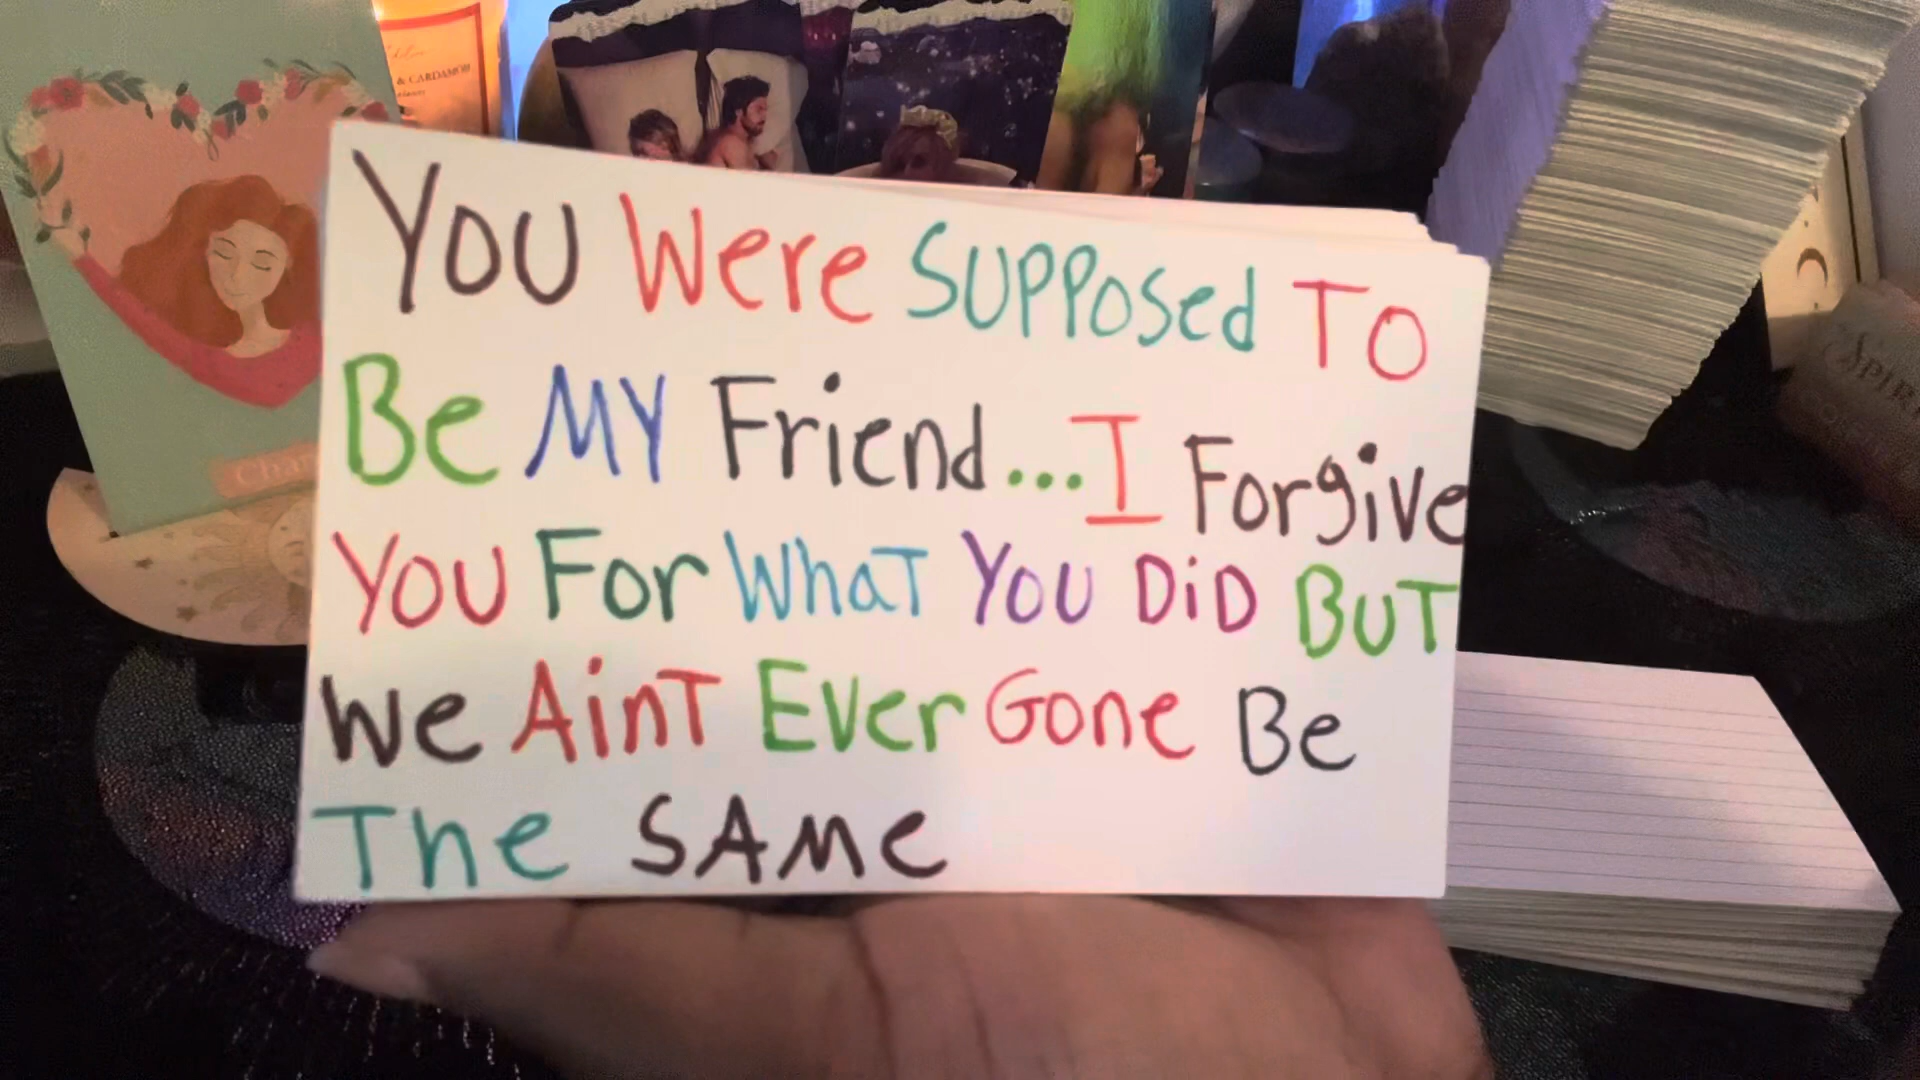 YOU Were SUPPosed TO
Be MY Friend...I Forgive
YOU For WhaT YOU DiD BUT
We AinT Ever Gone Be
The SAMe
& CARDAMOM